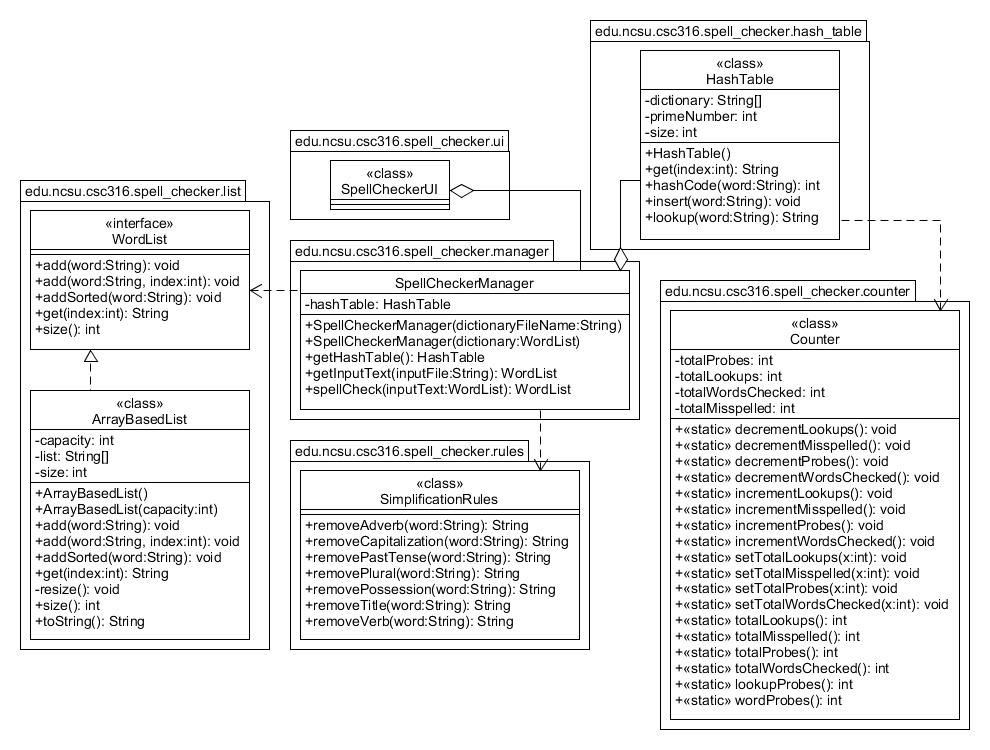 edu.ncsu.csc316.spell_checker.hash_table
«class»
HashTable
-dictionary: String[]
-primeNumber: int
-size: int
+HashTable()
+get(index:int): String
+hashCode(word:String): int
+insert(word:String): void
+lookup(word:String): String
edu.ncsu.csc316.spell_checker.ui
«class»
SpellCheckerUI
edu.ncsu.csc316.spell_checker.list
«interface»
WordList
+add(word:String): void
+add(word:String, index:int): void
+addSorted(word:String): void
+get(index:int): String
+size(): int
«class»
ArrayBasedList
-capacity: int
-list: String[]
-size: int
+ArrayBasedList()
+ArrayBasedList(capacity:int)
+add(word:String): void
+add(word:String, index:int): void
+addSorted(word:String): void
+get(index:int): String
-resize(): void
+size(): int
+toString(): String
edu.ncsu.csc316.spell_checker.manager
SpellCheckerManager
-hashTable: HashTable
+SpellCheckerManager(dictionaryFileName:String)
+SpellCheckerManager(dictionary:WordList)
+getHashTable(): HashTable
+getInputText(inputFile:String): WordList
+spellCheck(inputText:WordList): WordList
edu.ncsu.csc316.spell_checker.rules
«class»
SimplificationRules
+removeAdverb(word:String): String
+removeCapitalization(word:String): String
+removePastTense(word:String): String
+removePlural(word:String): String
+removePossession(word:String): String
+removeTitle(word:String): String
+removeVerb(word:String): String
edu.ncsu.csc316.spell_checker.counter
«class»
Counter
-totalProbes: int
-totalLookups: int
-totalWordsChecked: int
-totalMisspelled: int
+«static» decrementLookups(): void
+«static» decrementMisspelled(): void
+«static» decrementProbes(): void
+«static» decrementWordsChecked(): void
+«static» incrementLookups(): void
+«static» incrementMisspelled(): void
+«static» incrementProbes(): void
+«static» incrementWordsChecked(): void
+«static» setTotalLookups(x:int): void
+«static» setTotalMisspelled(x:int): void
+«static» setTotalProbes(x:int): void
+«static» setTotalWordsChecked(x:int): void
+«static» totalLookups(): int
+«static» totalMisspelled(): int
+«static» totalProbes(): int
+«static» totalWordsChecked(): int
+«static» lookupProbes(): int
+«static» wordProbes(): int